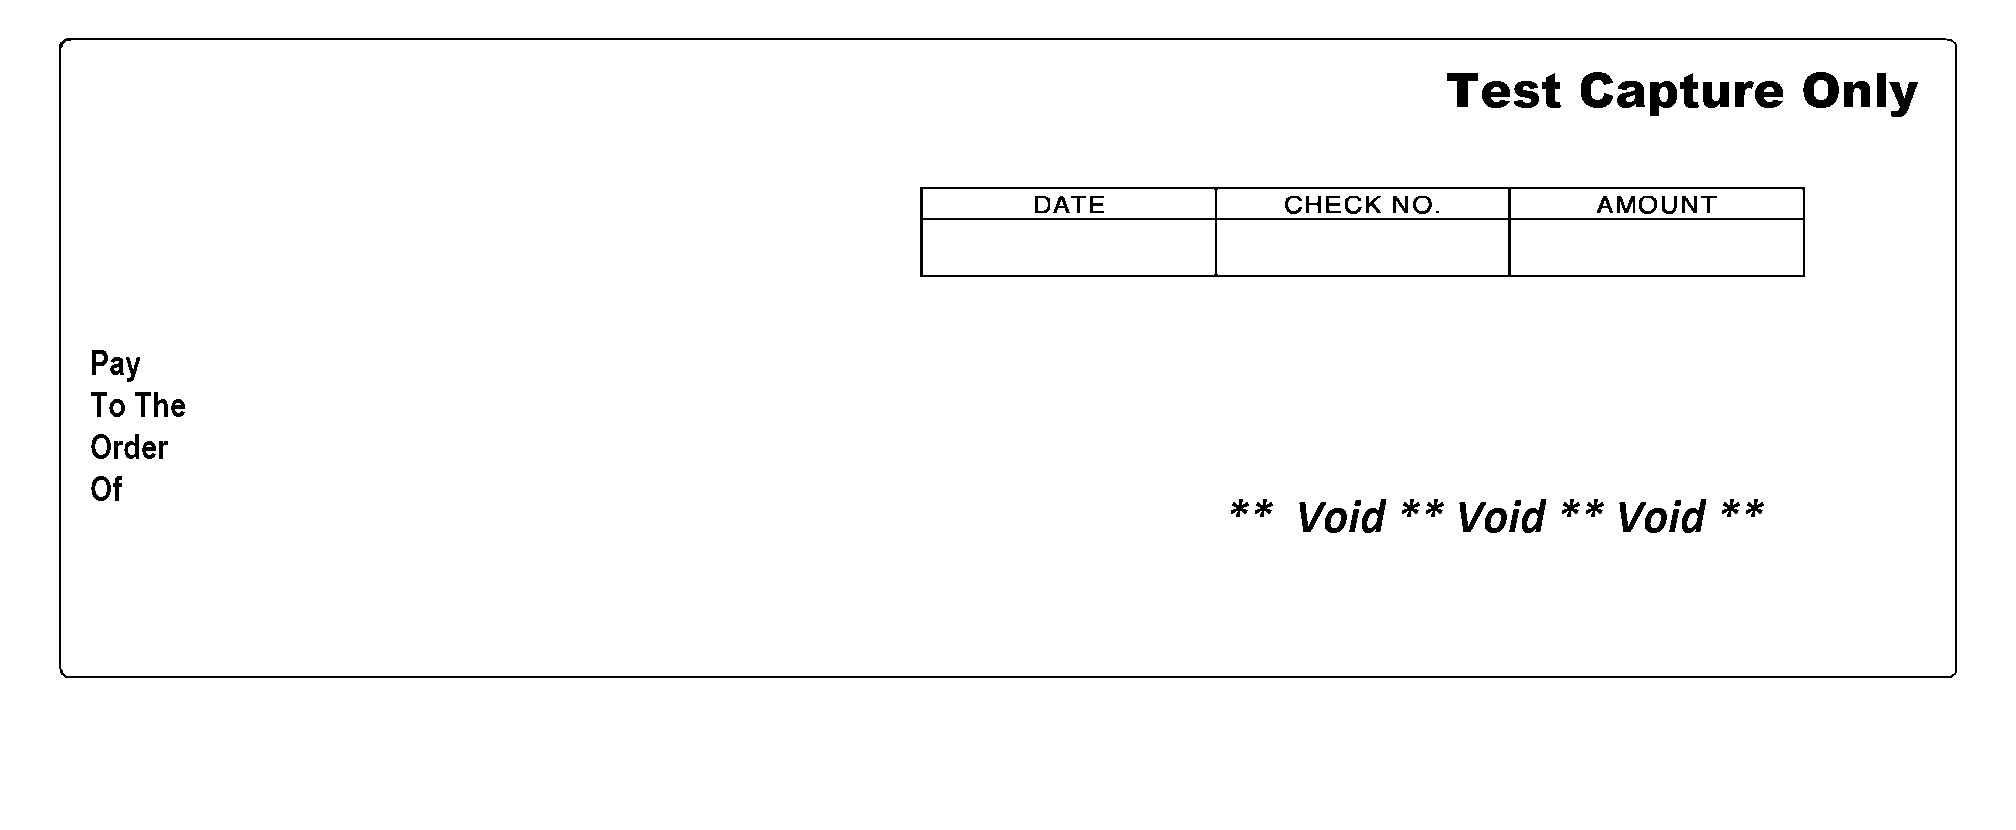 Test Capture Only
DATE CHECK NO. AMOUNT
Pay
To The
Order
Of
** Void ** Void ** Void **